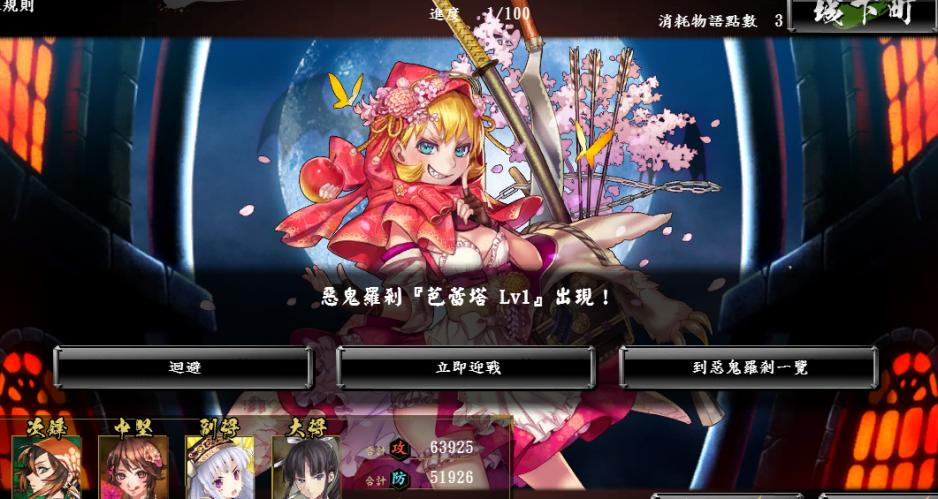 規則
進度 1/100
消耗物語點數 3
城下町
惡鬼羅剎『芭蕾塔 Lv1』出現！
迴避
立即迎戰
到惡鬼羅剎一覽
次鋒 中堅 副將 大將
合計 攻 63925
合計 防 51926